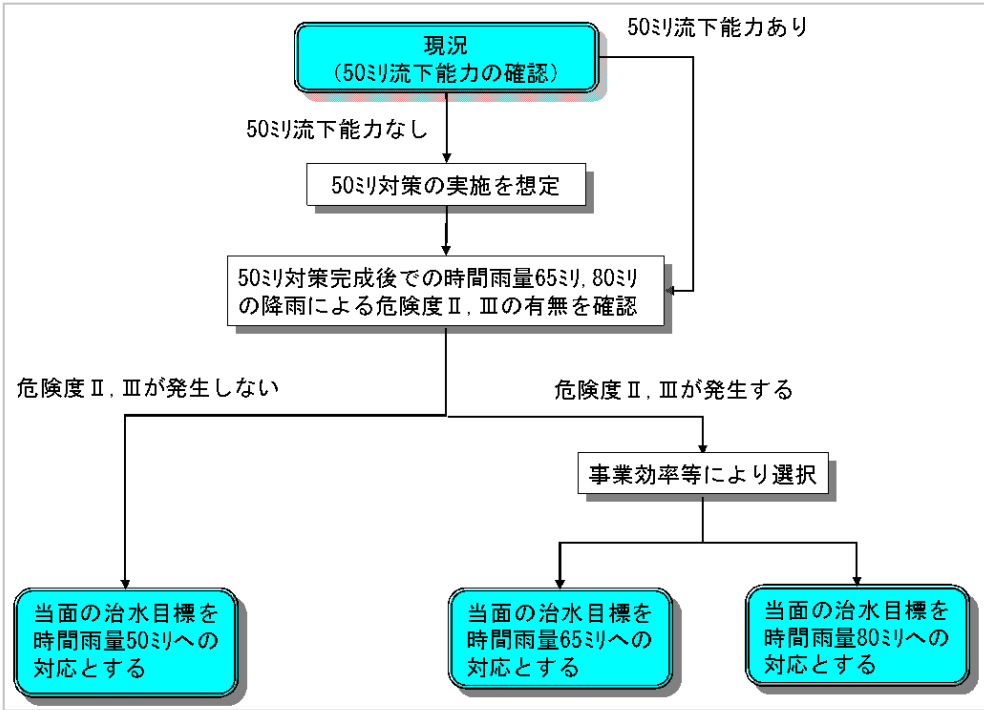 50ミリ流下能力あり
現況
（50ミリ流下能力の確認）
50ミリ流下能力なし
50ミリ対策の実施を想定
50ミリ対策完成後での時間雨量65ミリ,80ミリ
の降雨による危険度Ⅱ,Ⅲの有無を確認
危険度Ⅱ,Ⅲが発生しない
危険度Ⅱ,Ⅲが発生する
事業効率等により選択
当面の治水目標を
時間雨量50ミリへの
対応とする
当面の治水目標を
時間雨量65ミリへの
対応とする
当面の治水目標を
時間雨量80ミリへの
対応とする